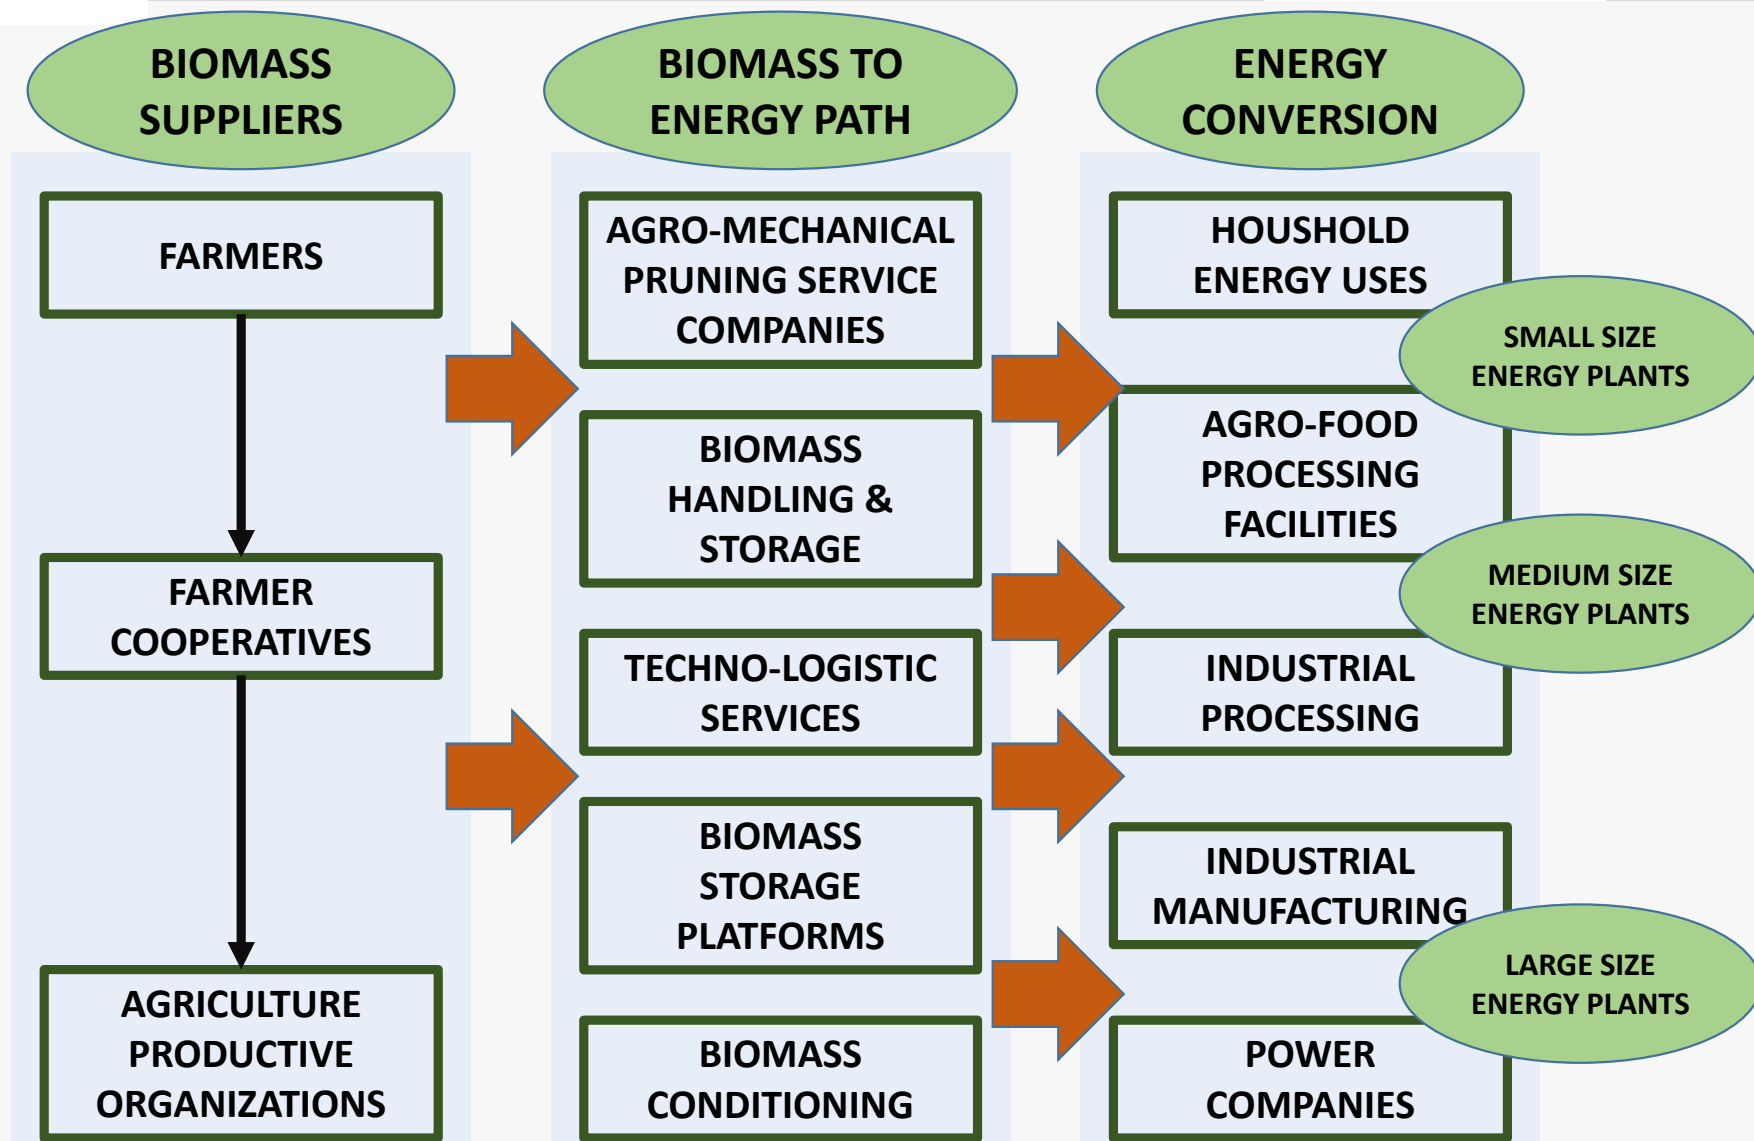 BIOMASS
SUPPLIERS
FARMERS
FARMER
COOPERATIVES
AGRICULTURE
PRODUCTIVE
ORGANIZATIONS
BIOMASS TO
ENERGY PATH
AGRO-MECHANICAL
PRUNING SERVICE
COMPANIES
BIOMASS
HANDLING &
STORAGE
TECHNO-LOGISTIC
SERVICES
BIOMASS
STORAGE
PLATFORMS
BIOMASS
CONDITIONING
ENERGY
CONVERSION
HOUSHOLD
ENERGY USES
AGRO-FOOD
PROCESSING
FACILITIES
INDUSTRIAL
PROCESSING
INDUSTRIAL
MANUFACTURING
POWER
COMPANIES
SMALL SIZE
ENERGY PLANTS
MEDIUM SIZE
ENERGY PLANTS
LARGE SIZE
ENERGY PLANTS